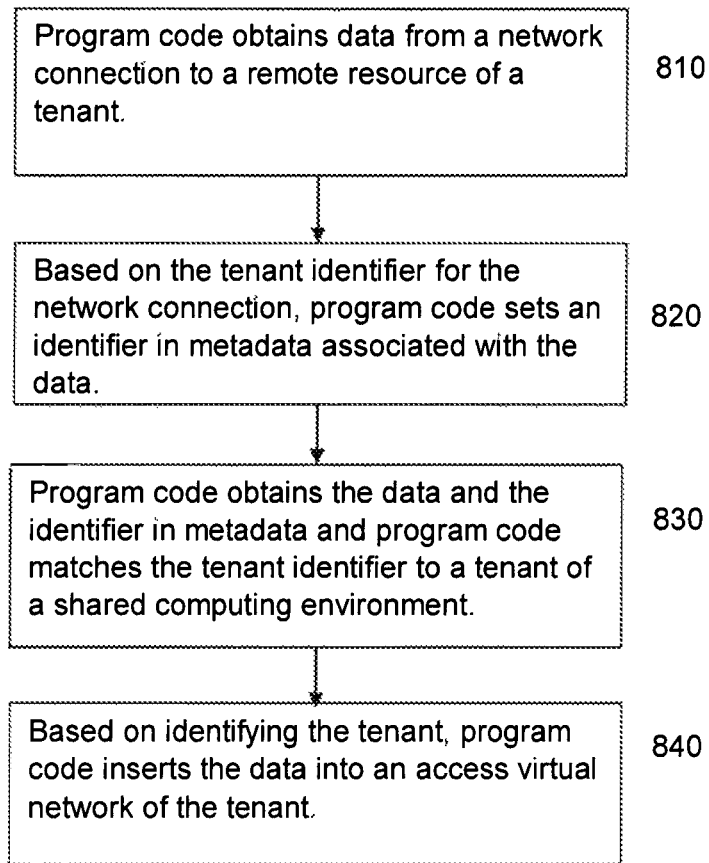 Program code obtains data from a network
connection to a remote resource of a
tenant.
810
Based on the tenant identifier for the
network connection, program code sets an
identifier in metadata associated with the
data.
820
Program code obtains the data and the
identifier in metadata and program code
matches the tenant identifier to a tenant of
a shared computing environment.
830
Based on identifying the tenant, program
code inserts the data into an access virtual
network of the tenant.
840